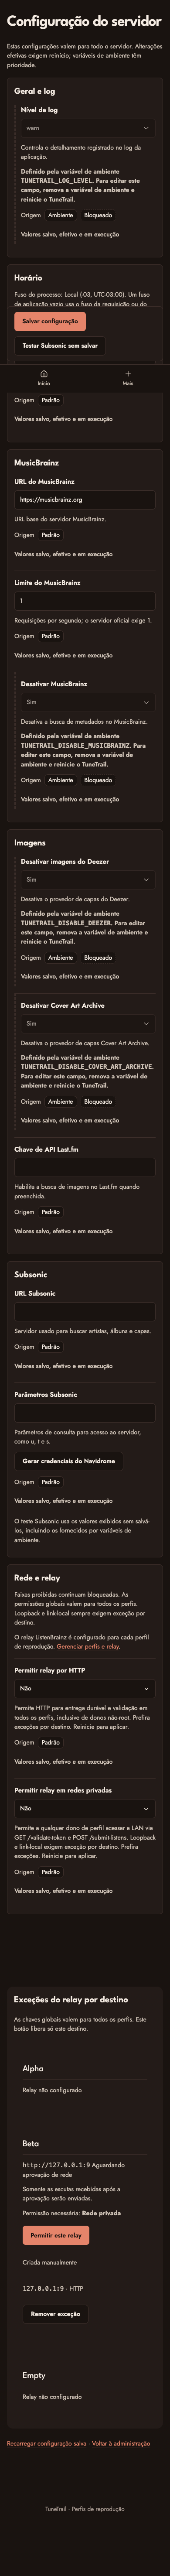 Configuração do servidor
Estas configurações valem para todo o servidor. Alterações
efetivas exigem reinício; variáveis de ambiente têm
prioridade.
Geral e log
Nível de log
warn
Controla o detalhamento registrado no log da
aplicação.
Definido pela variável de ambiente
TUNETRAIL_LOG_LEVEL. Para editar este
campo, remova a variável de ambiente e
reinicie o TuneTrail.
Origem Ambiente Bloqueado
Valores salvo, efetivo e em execução
Horário
Fuso do processo: Local (-03, UTC-03:00). Um fuso
de aplicação vazio usa o fuso da requisição ou do
Salvar configuração
Testar Subsonic sem salvar
Início
Mais
Origem Padrão
Valores salvo, efetivo e em execução
MusicBrainz
URL do MusicBrainz
https://musicbrainz.org
URL base do servidor MusicBrainz.
Origem Padrão
Valores salvo, efetivo e em execução
Limite do MusicBrainz
1
Requisições por segundo; o servidor oficial exige 1.
Origem Padrão
Valores salvo, efetivo e em execução
Desativar MusicBrainz
Sim
Desativa a busca de metadados no MusicBrainz.
Definido pela variável de ambiente
TUNETRAIL_DISABLE_MUSICBRAINZ. Para
editar este campo, remova a variável de
ambiente e reinicie o TuneTrail.
Origem Ambiente Bloqueado
Valores salvo, efetivo e em execução
Imagens
Desativar imagens do Deezer
Sim
Desativa o provedor de capas do Deezer.
Definido pela variável de ambiente
TUNETRAIL_DISABLE_DEEZER. Para editar
este campo, remova a variável de ambiente e
reinicie o TuneTrail.
Origem Ambiente Bloqueado
Valores salvo, efetivo e em execução
Desativar Cover Art Archive
Sim
Desativa o provedor de capas Cover Art Archive.
Definido pela variável de ambiente
TUNETRAIL_DISABLE_COVER_ART_ARCHIVE.
Para editar este campo, remova a variável de
ambiente e reinicie o TuneTrail.
Origem Ambiente Bloqueado
Valores salvo, efetivo e em execução
Chave de API Last.fm
Habilita a busca de imagens no Last.fm quando
preenchida.
Origem Padrão
Valores salvo, efetivo e em execução
Subsonic
URL Subsonic
Servidor usado para buscar artistas, álbuns e capas.
Origem Padrão
Valores salvo, efetivo e em execução
Parâmetros Subsonic
Parâmetros de consulta para acesso ao servidor,
como u, t e s.
Gerar credenciais do Navidrome
Origem Padrão
Valores salvo, efetivo e em execução
O teste Subsonic usa os valores exibidos sem salvá-
los, incluindo os fornecidos por variáveis de
ambiente.
Rede e relay
Faixas proibidas continuam bloqueadas. As
permissões globais valem para todos os perfis.
Loopback e link-local sempre exigem exceção por
destino.
O relay ListenBrainz é configurado para cada perfil
de reprodução. Gerenciar perfis e relay.
Permitir relay por HTTP
Não
Permite HTTP para entrega durável e validação em
todos os perfis, inclusive de donos não-root. Prefira
exceções por destino. Reinicie para aplicar.
Origem Padrão
Valores salvo, efetivo e em execução
Permitir relay em redes privadas
Não
Permite a qualquer dono de perfil acessar a LAN via
GET /validate-token e POST /submit-listens. Loopback
e link-local exigem exceção por destino. Prefira
exceções. Reinicie para aplicar.
Origem Padrão
Valores salvo, efetivo e em execução
Exceções do relay por destino
As chaves globais valem para todos os perfis. Este
botão libera só este destino.
Alpha
Relay não configurado
Beta
http://127.0.0.1:9 Aguardando
aprovação de rede
Somente as escutas recebidas após a
aprovação serão enviadas.
Permissão necessária: Rede privada
Permitir este relay
Criada manualmente
127.0.0.1:9 · HTTP
Remover exceção
Empty
Relay não configurado
Recarregar configuração salva · Voltar à administração
TuneTrail · Perfis de reprodução